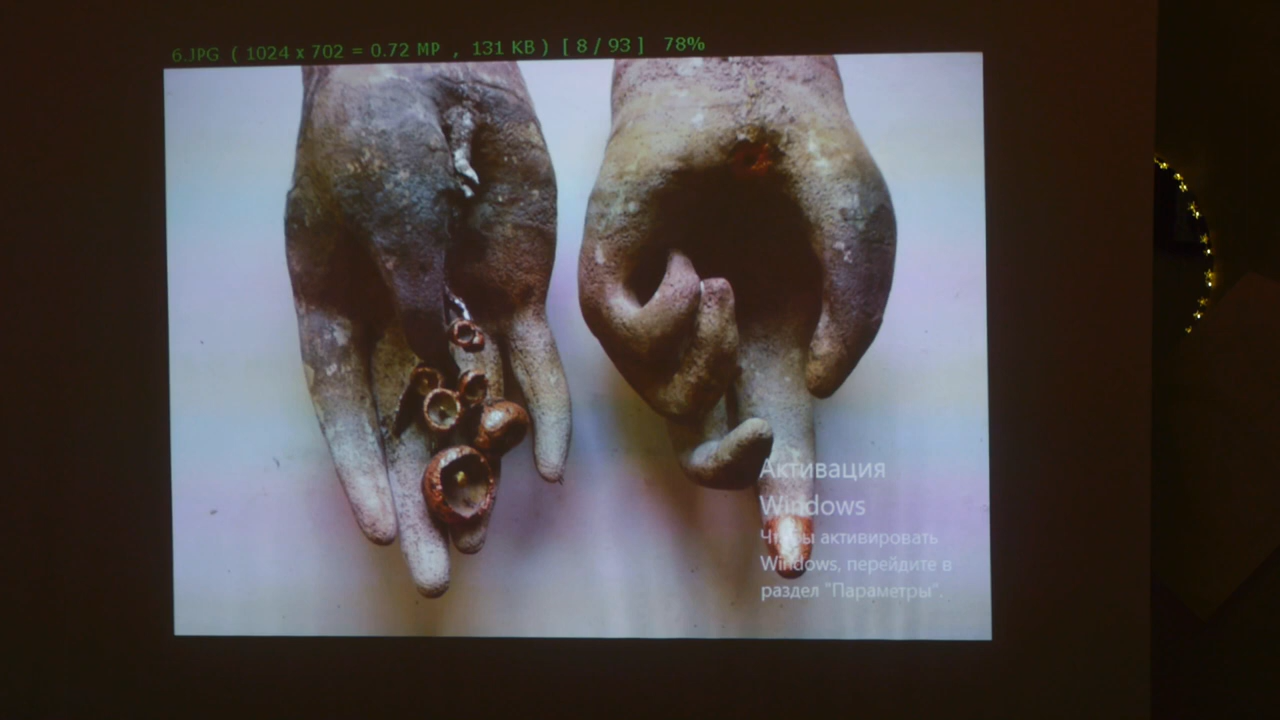 6.JPG ( 1024 x 702 = 0.72 MP , 131 KB ) [ 8 / 93 ] 78%
Активация
Windows
Чтобы активировать
Windows, перейдите в
раздел "Параметры".